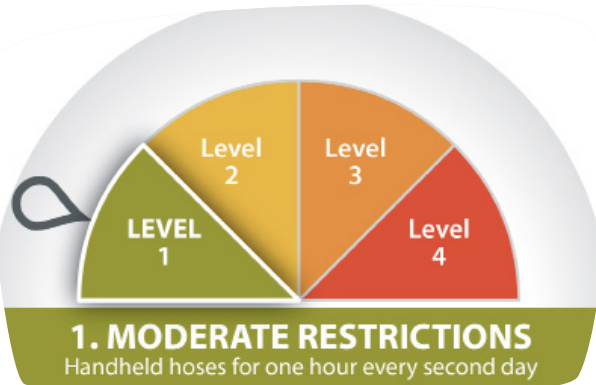 Level
2
Level
3
LEVEL
1
Level
4
1. MODERATE RESTRICTIONS
Handheld hoses for one hour every second day